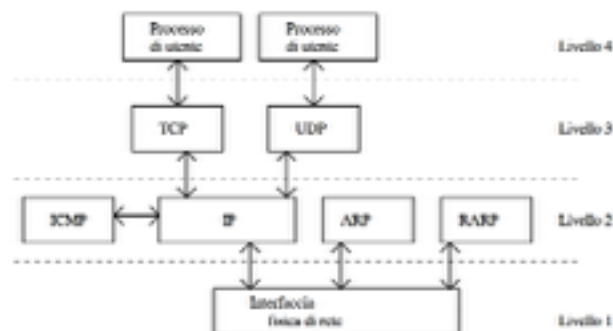 Processo
di utente
Processo
di utente
Livello 4
TCP
UDP
Livello 3
ICMP
IP
ARP
RARP
Livello 2
Interfaccia
fisica di rete
Livello 1